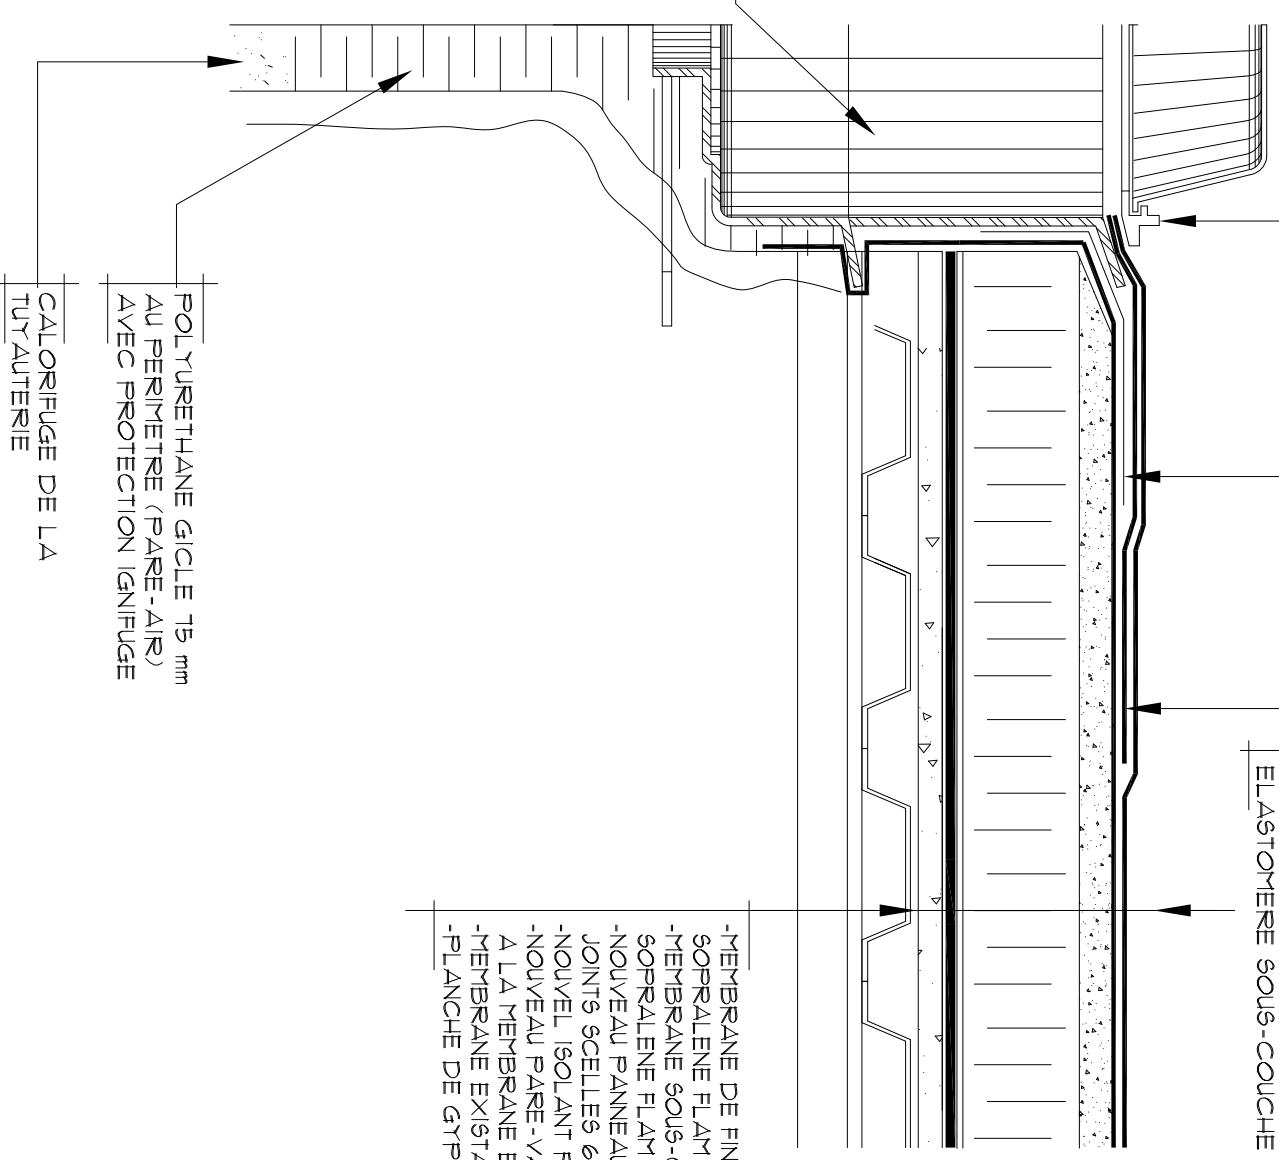 ELASTOMERE SOUS-COUCHE
-MEMBRANE DE FIN
SOPRALENE FLAM
-MEMBRANE SOUS-C
SOPRALENE FLAM
-NOUVEAU PANNEAU
JOINTS SCELLES 6
-NOUVEL ISOLANT
-NOUVEAU PARE-VA
A LA MEMBRANE E
-MEMBRANE EXISTA
-PLANCHE DE GYP
POLYURETHANE GICLE 75 mm
AU PERIMETRE (PARE-AIR)
AVEC PROTECTION IGNIFUGE
CALORIFUGE DE LA
TUYAUTERIE